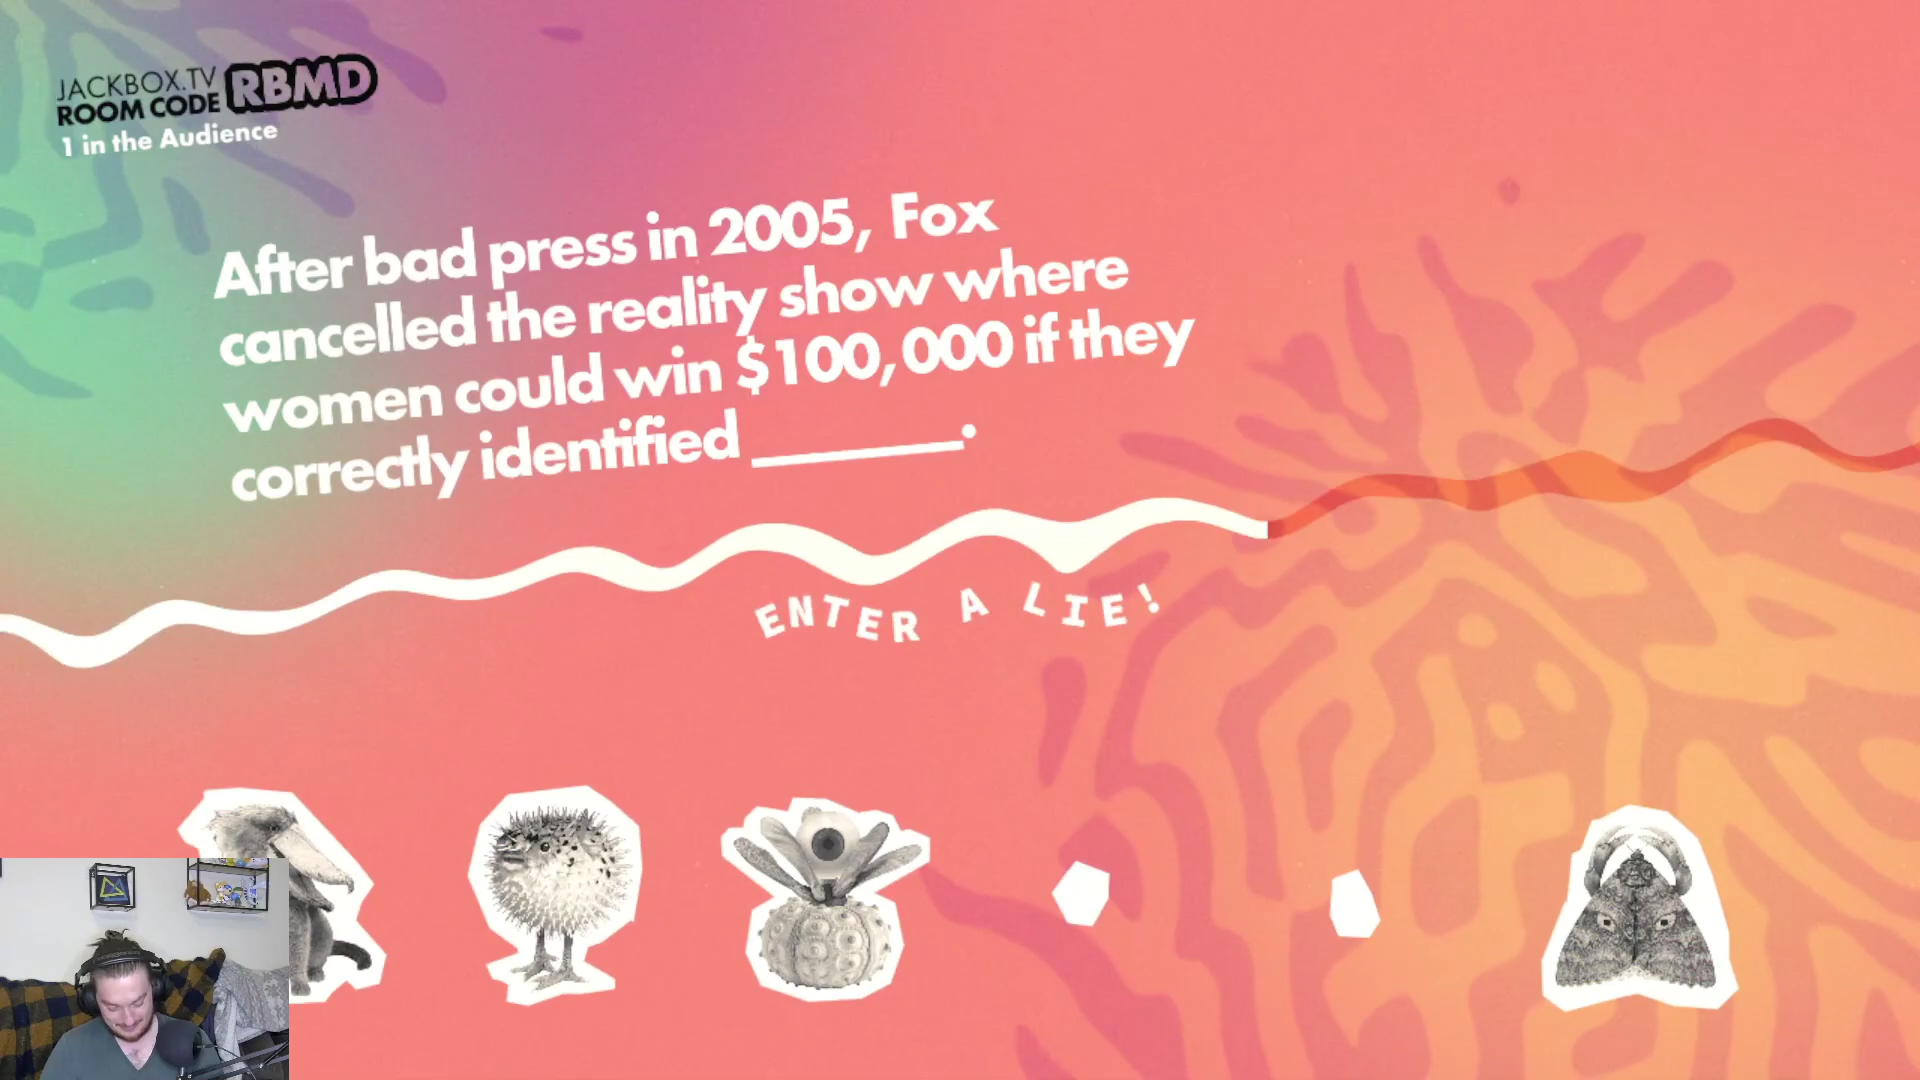 JACKBOX.TV
ROOM CODE RBMD
1 in the Audience
After bad press in 2005, Fox
cancelled the reality show where
women could win $100,000 if they
correctly identified ______.
ENTER A LIE!